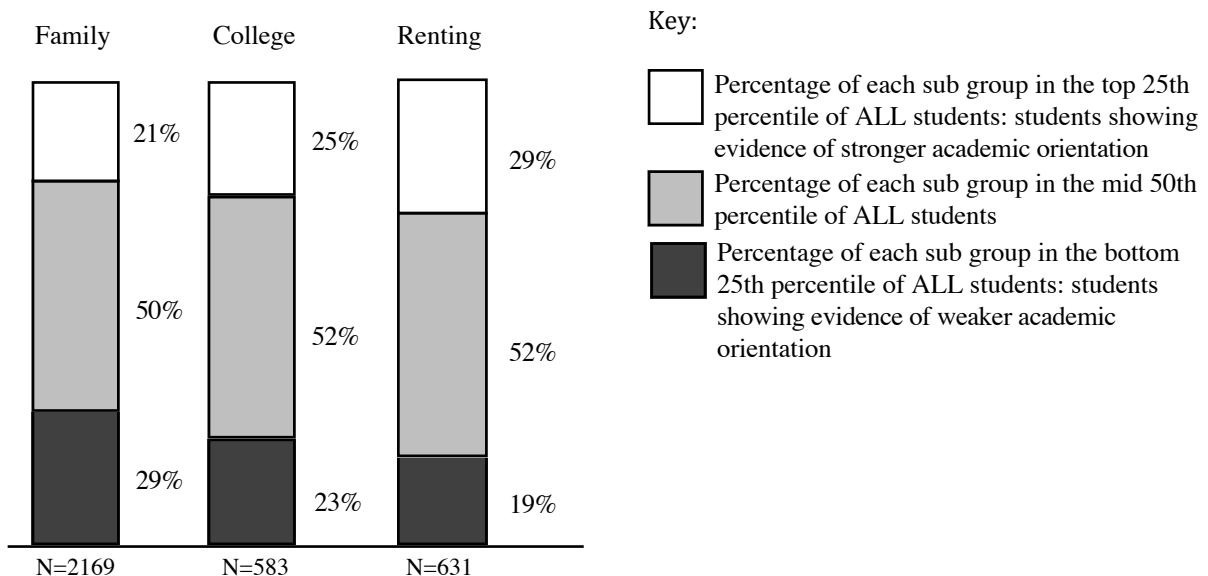 Family College Renting
21% 25% 29%
50% 52% 52%
29% 23% 19%
N=2169 N=583 N=631
Key:
Percentage of each sub group in the top 25th
percentile of ALL students: students showing
evidence of stronger academic orientation
Percentage of each sub group in the mid 50th
percentile of ALL students
Percentage of each sub group in the bottom
25th percentile of ALL students: students
showing evidence of weaker academic
orientation